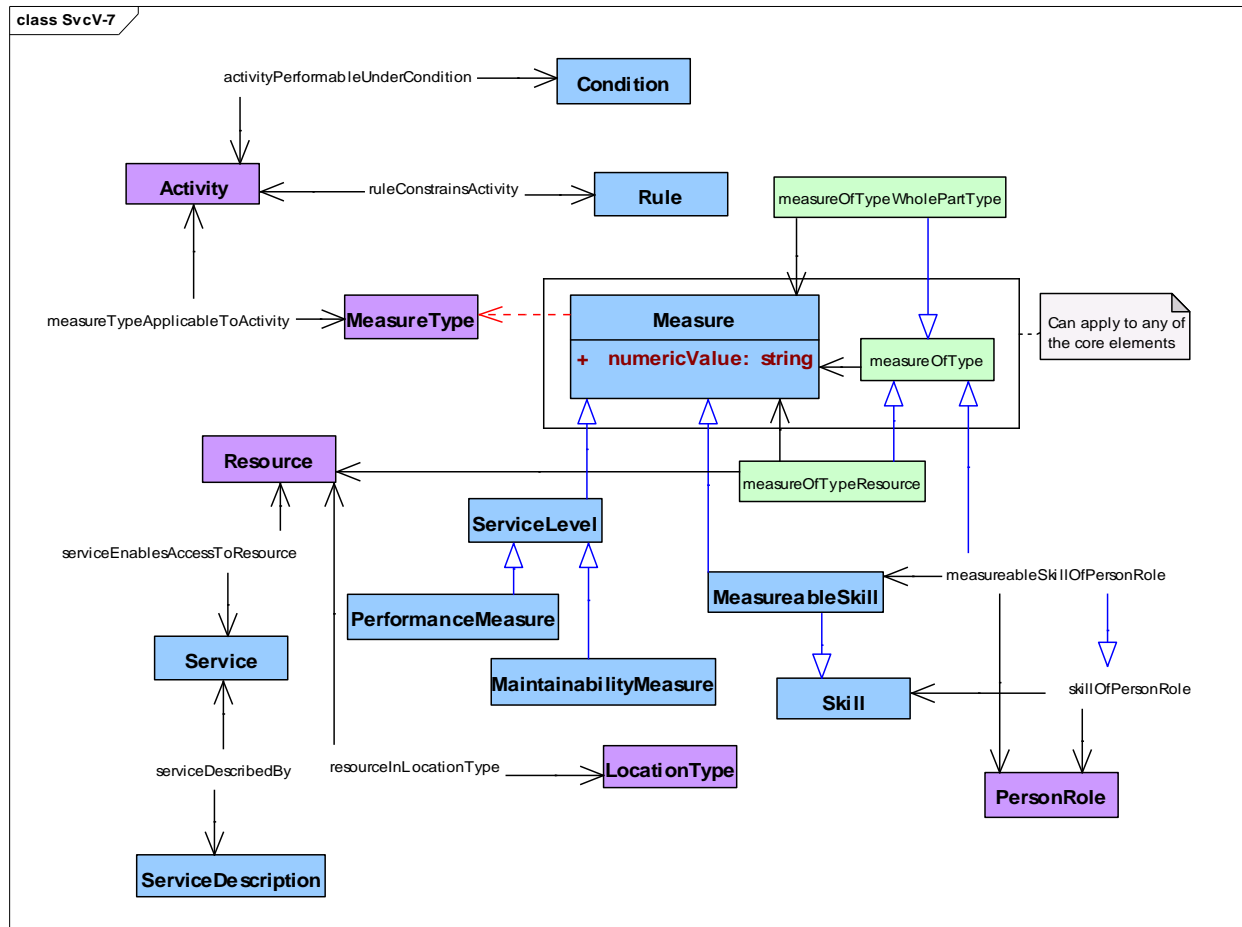 class SvcV-7
activityPerformableUnderCondition
Condition
Activity
ruleConstrainsActivity
Rule
measureOfTypeWholePartType
measureTypeApplicableToActivity
MeasureType
Measure
+ numericValue: string
measureOfType
Can apply to any of
the core elements
Resource
measureOfTypeResource
ServiceLevel
serviceEnablesAccessToResource
measureableSkillOfPersonRole
MeasureableSkill
PerformanceMeasure
Service
MaintainabilityMeasure
skillOfPersonRole
Skill
serviceDescribedBy
resourceInLocationType
LocationType
PersonRole
ServiceDescription